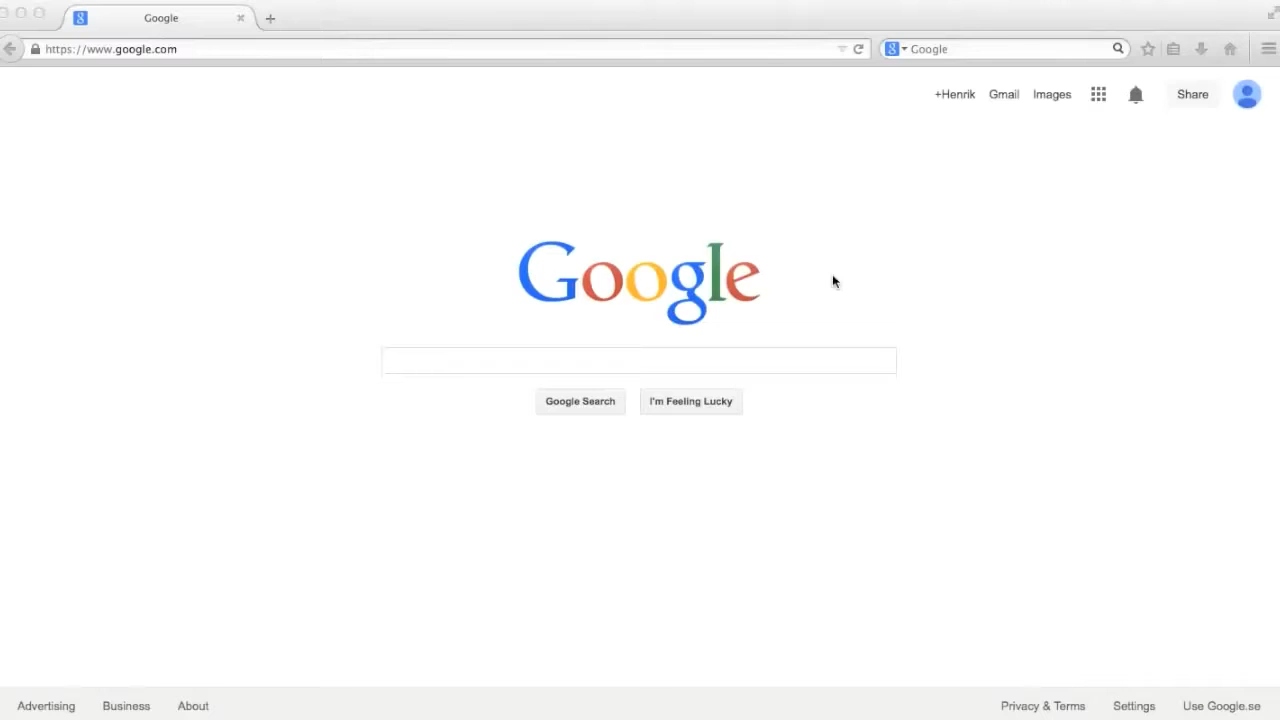 Google
https://www.google.com
Google
+Henrik Gmail Images Share
Google
Google Search I'm Feeling Lucky
Advertising Business About Privacy & Terms Settings Use Google.se